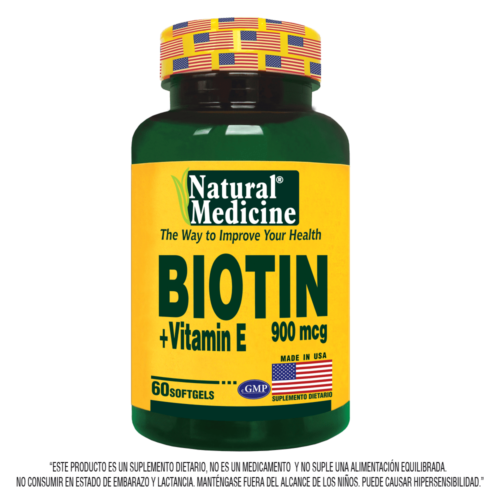 Natural®
Medicine
The Way to Improve Your Health
BIOTIN
+Vitamin E 900 mcg
MADE IN USA
60 SOFTGELS
GMP
SUPLEMENTO DIETARIO
"ESTE PRODUCTO ES UN SUPLEMENTO DIETARIO, NO ES UN MEDICAMENTO Y NO SUPLE UNA ALIMENTACIÓN EQUILIBRADA.
NO CONSUMIR EN ESTADO DE EMBARAZO Y LACTANCIA. MANTÉNGASE FUERA DEL ALCANCE DE LOS NIÑOS. PUEDE CAUSAR HIPERSENSIBILIDAD."